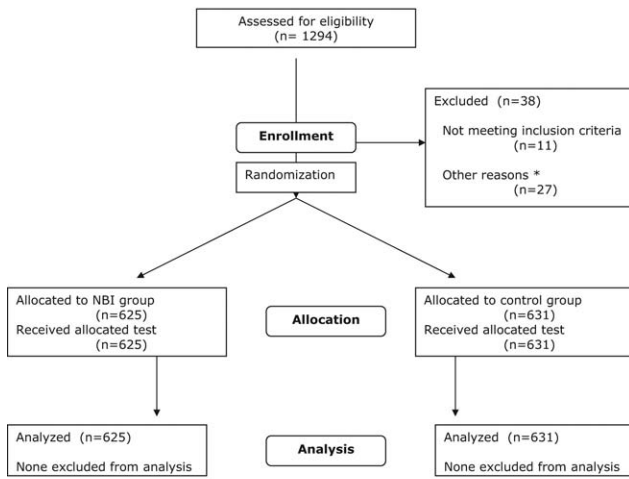 Assessed for eligibility
(n= 1294)
Excluded (n=38)
Not meeting inclusion criteria
(n=11)
Other reasons *
(n=27)
Enrollment
Randomization
Allocated to NBI group
(n=625)
Received allocated test
(n=625)
Allocation
Allocated to control group
(n=631)
Received allocated test
(n=631)
Analyzed (n=625)
None excluded from analysis
Analysis
Analyzed (n=631)
None excluded from analysis